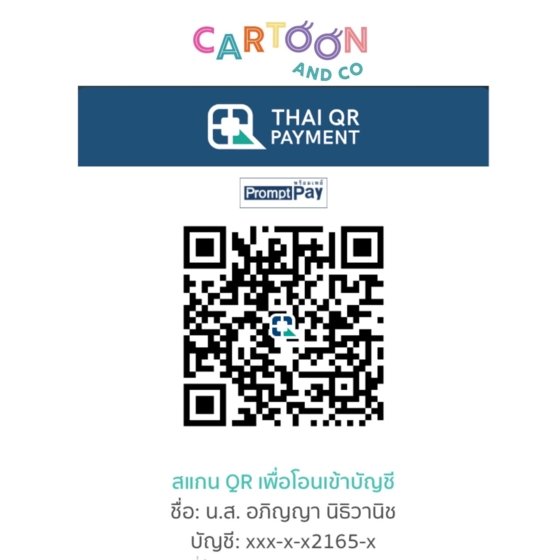 CARTOON
AND CO
THAI QR
PAYMENT
พร้อมเพย์
PromptPay
สแกน QR เพื่อโอนเข้าบัญชี
ชื่อ: น.ส. อภิญญา นิธิวานิช
บัญชี: xxx-x-x2165-x